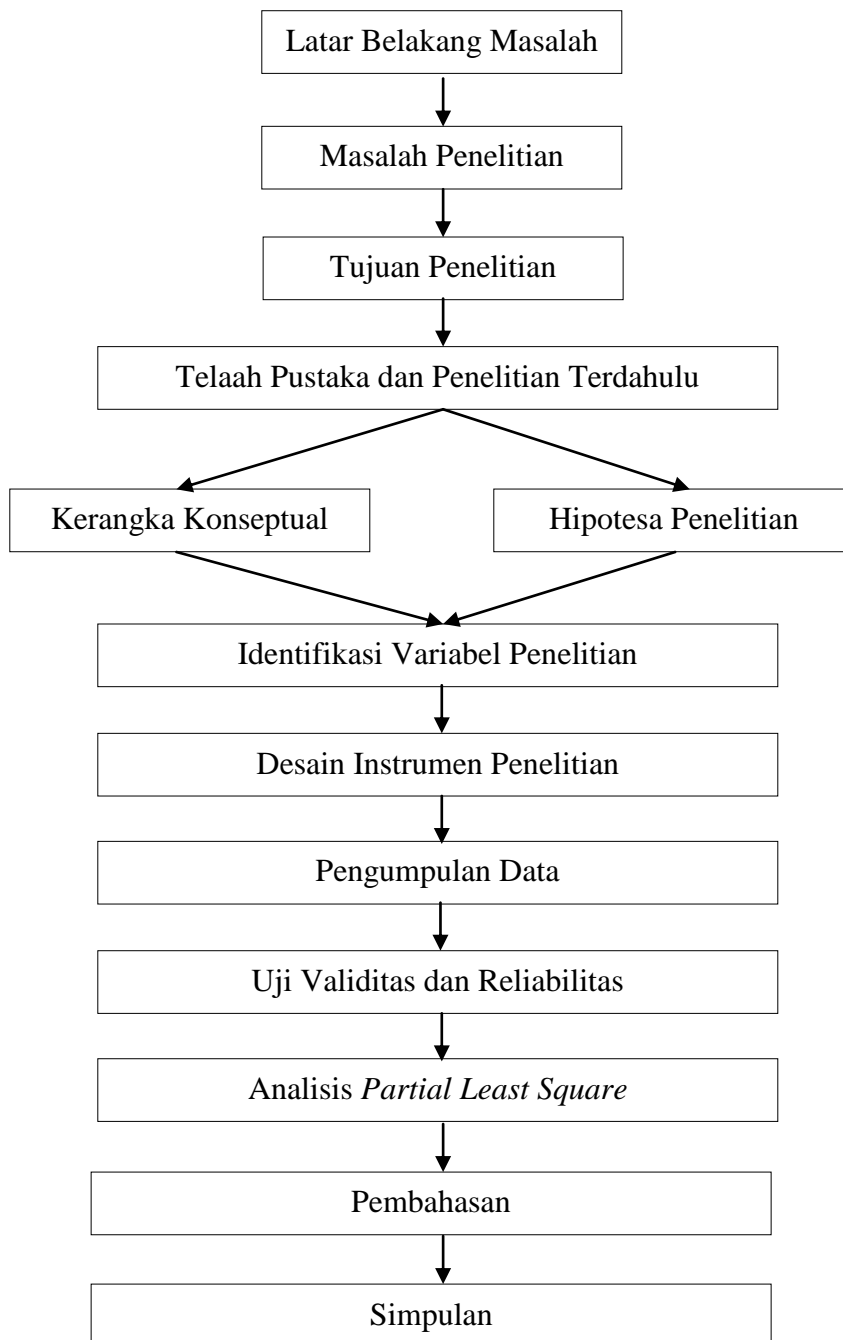 Latar Belakang Masalah
Masalah Penelitian
Tujuan Penelitian
Telaah Pustaka dan Penelitian Terdahulu
Kerangka Konseptual
Hipotesa Penelitian
Identifikasi Variabel Penelitian
Desain Instrumen Penelitian
Pengumpulan Data
Uji Validitas dan Reliabilitas
Analisis Partial Least Square
Pembahasan
Simpulan